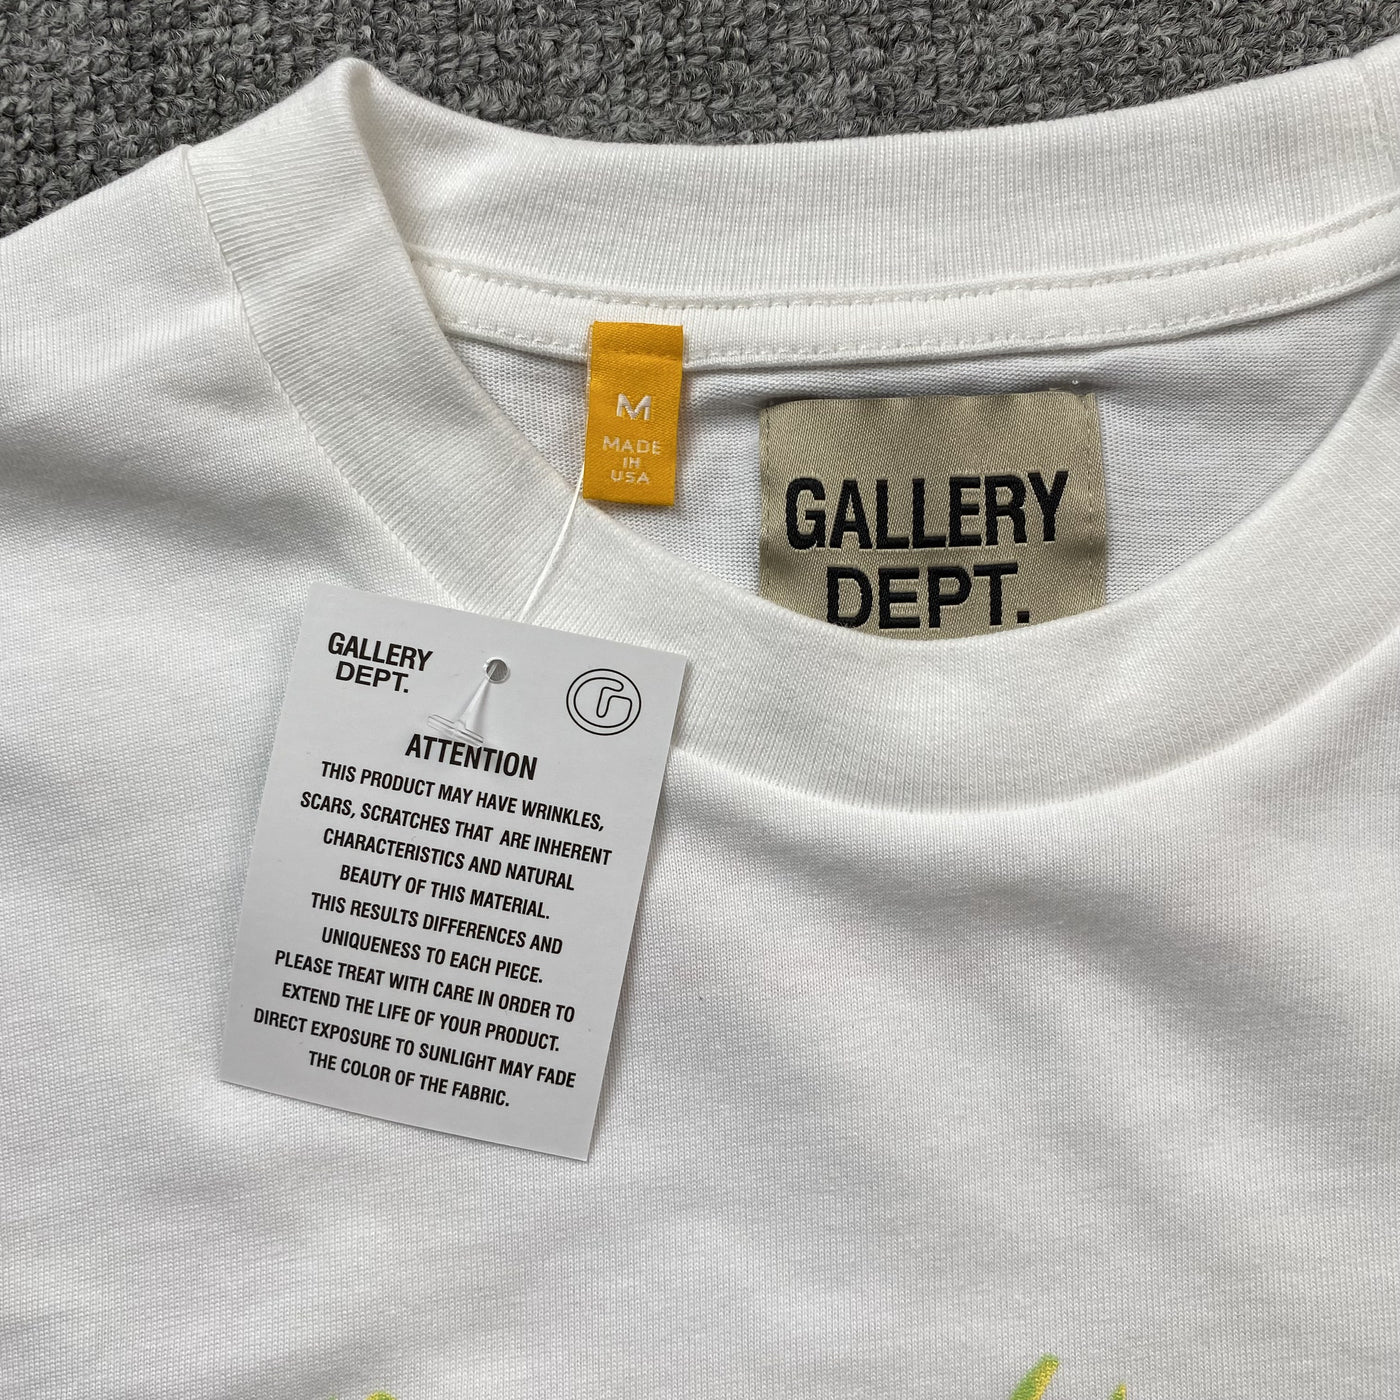 M
MADE
IN
USA
GALLERY
DEPT.
GALLERY
DEPT.
ATTENTION
THIS PRODUCT MAY HAVE WRINKLES,
SCARS, SCRATCHES THAT ARE INHERENT
CHARACTERISTICS AND NATURAL
BEAUTY OF THIS MATERIAL.
THIS RESULTS DIFFERENCES AND
UNIQUENESS TO EACH PIECE.
PLEASE TREAT WITH CARE IN ORDER TO
EXTEND THE LIFE OF YOUR PRODUCT.
DIRECT EXPOSURE TO SUNLIGHT MAY FADE
THE COLOR OF THE FABRIC.